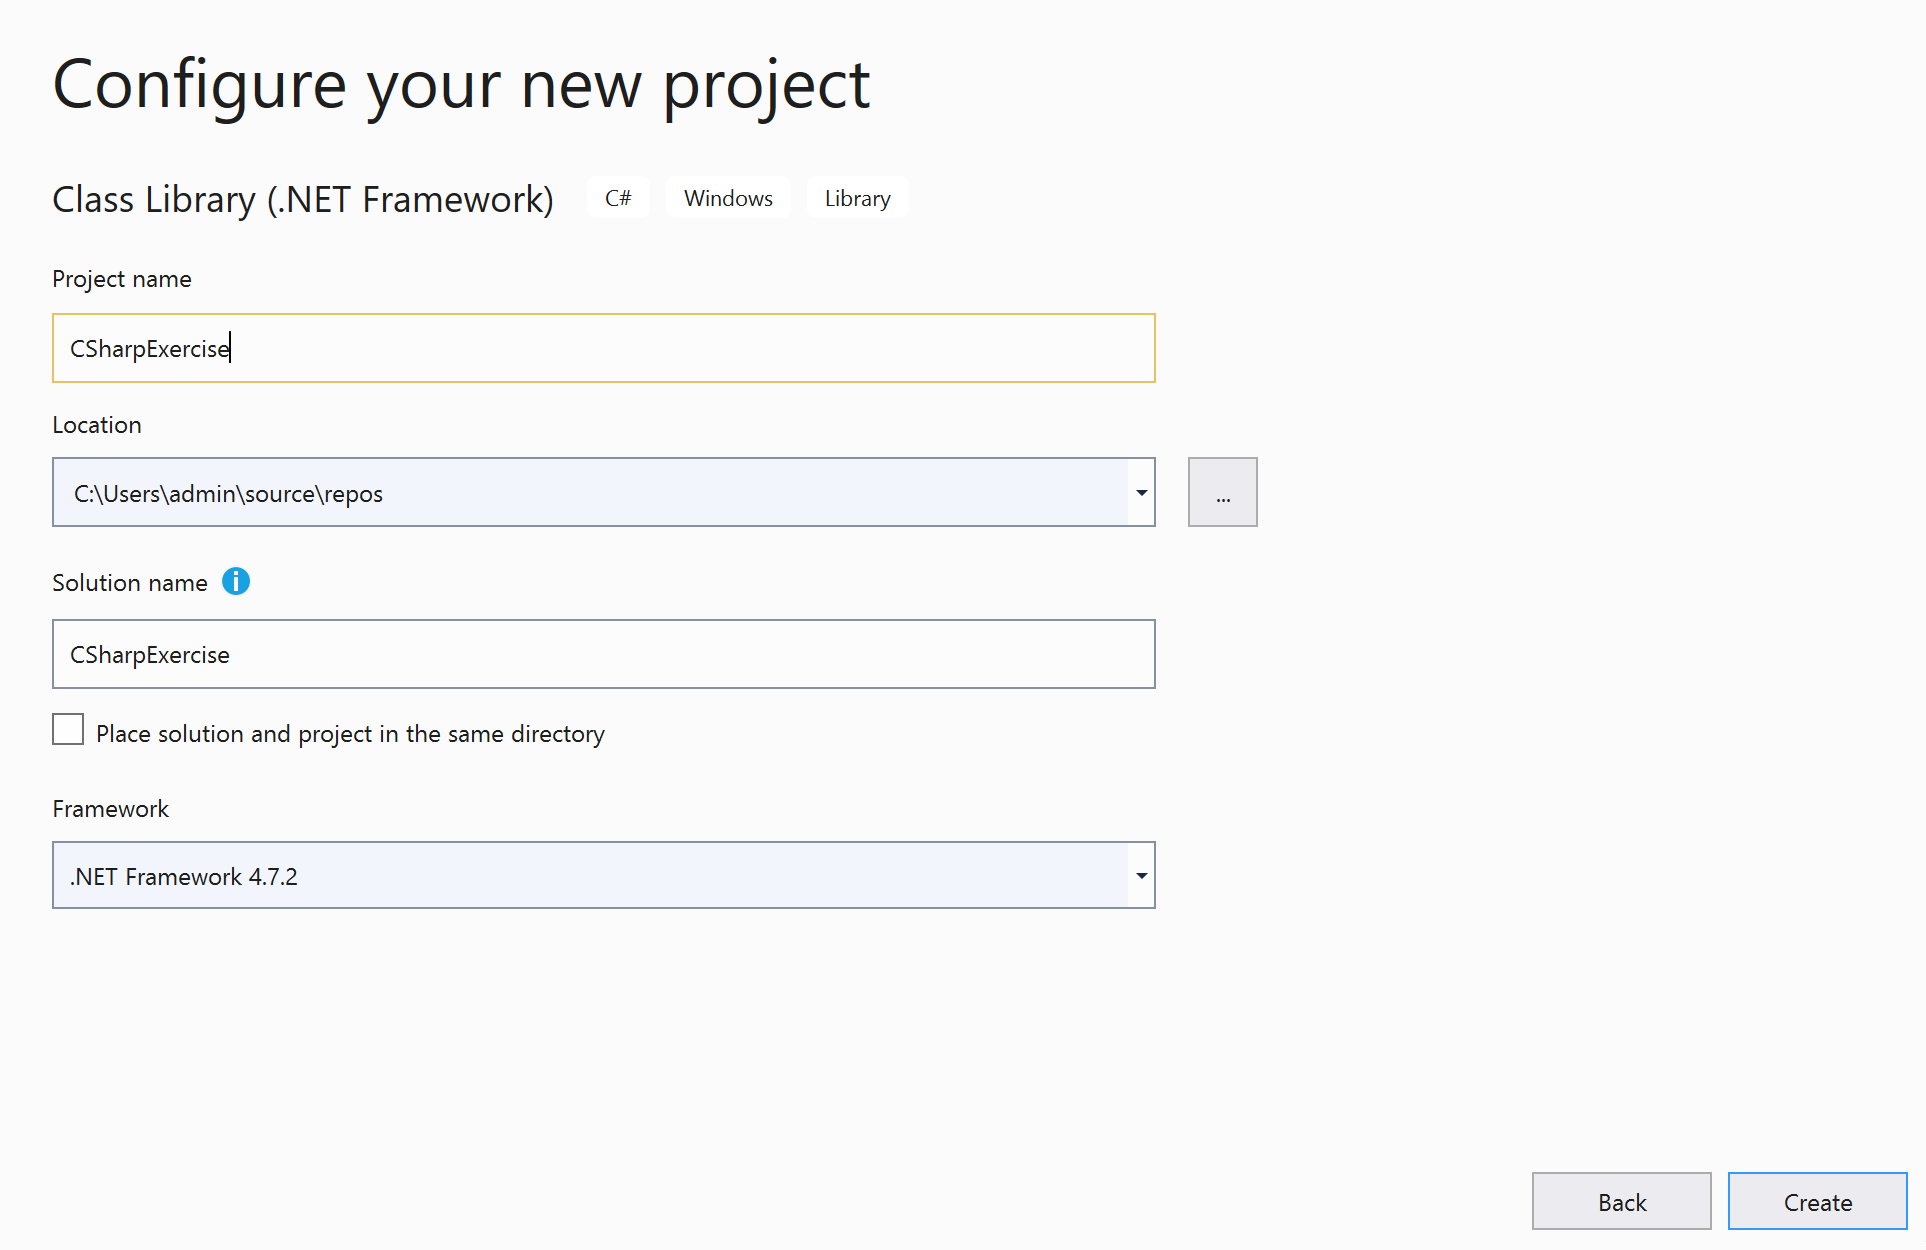 Configure your new project
Class Library (.NET Framework) C# Windows Library
Project name
CSharpExercise
Location
C:\Users\admin\source\repos
...
Solution name i
CSharpExercise
Place solution and project in the same directory
Framework
.NET Framework 4.7.2
Back Create